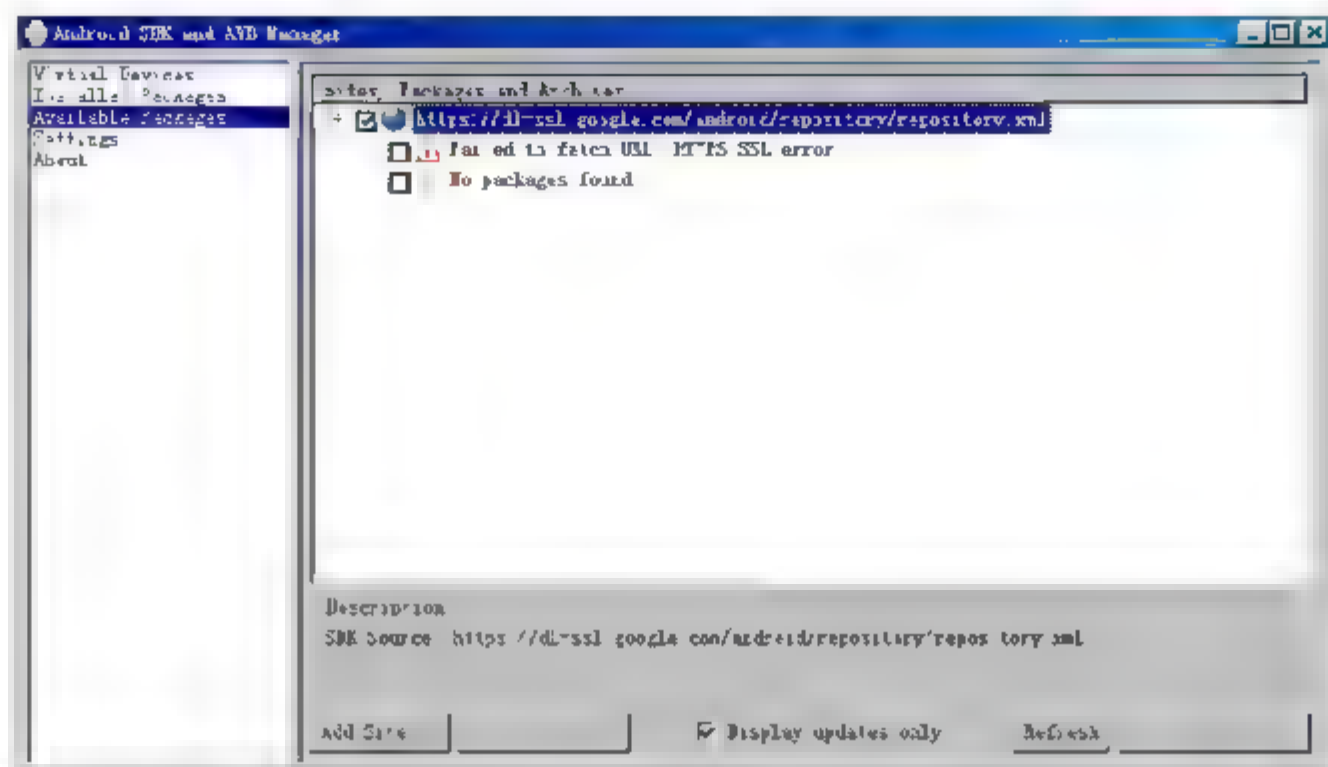 Android SDK and AVD Manager
Virtual Devices
Installed Packages
Available Packages
Settings
About
Sites, Packages and Archives
https://dl-ssl.google.com/android/repository/repository.xml
Failed to fetch URL HTTPS SSL error
No packages found
Description
SDK Source https://dl-ssl.google.com/android/repository/repository.xml
Add Site
Display updates only
Refresh